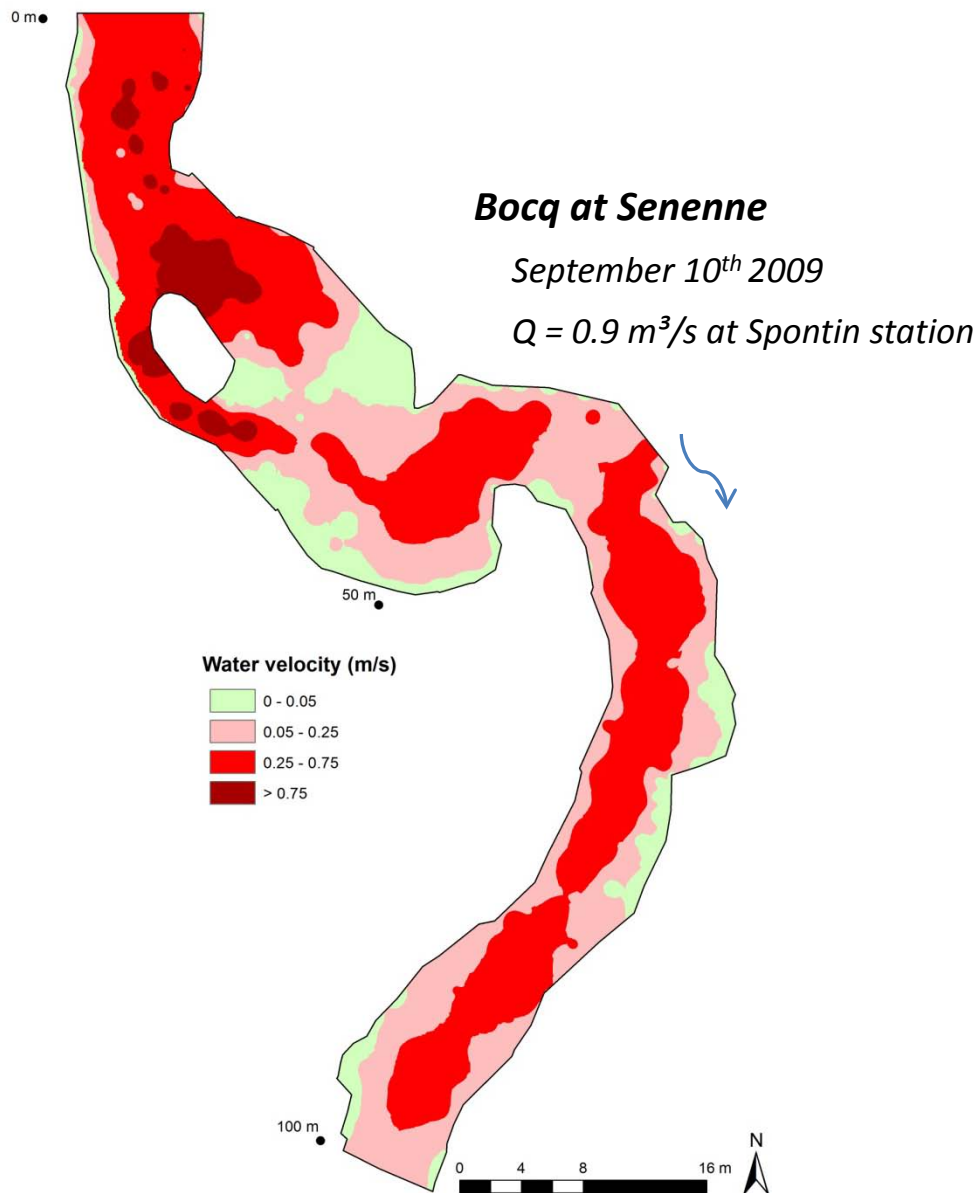 0 m
Bocq at Senenne
September 10th 2009
Q = 0.9 m³/s at Spontin station
50 m
Water velocity (m/s)
0 - 0.05
0.05 - 0.25
0.25 - 0.75
> 0.75
100 m
N
0 4 8 16 m